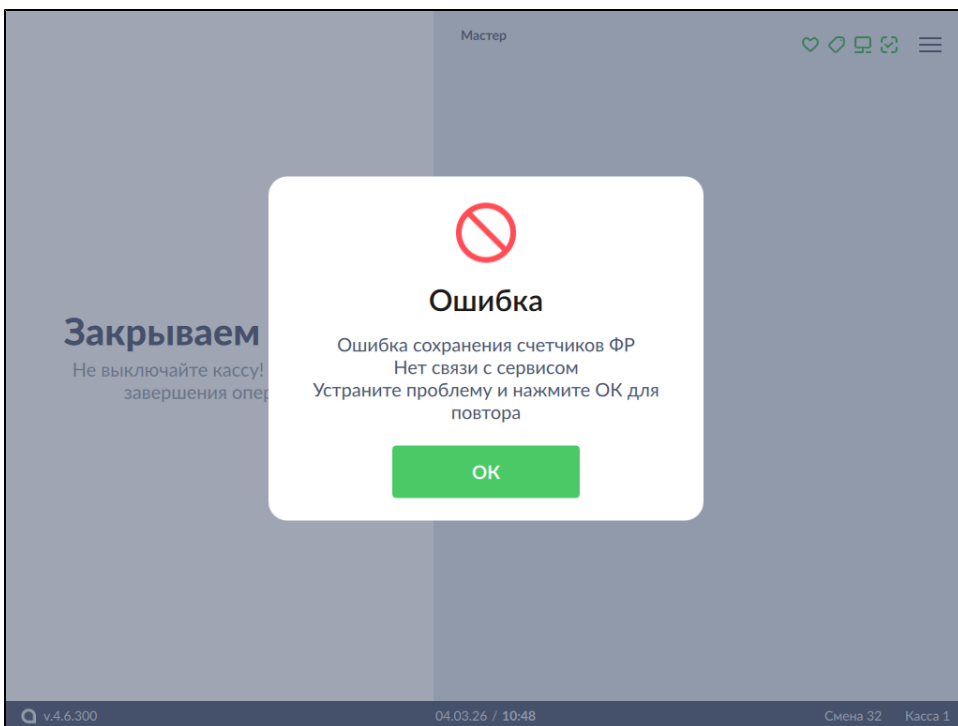 Мастер
Закрываем
Не выключайте кассу!
завершения опер
Ошибка
Ошибка сохранения счетчиков ФР
Нет связи с сервисом
Устраните проблему и нажмите ОК для
повтора
ОК
v.4.6.300
04.03.26 / 10:48
Смена 32
Касса 1